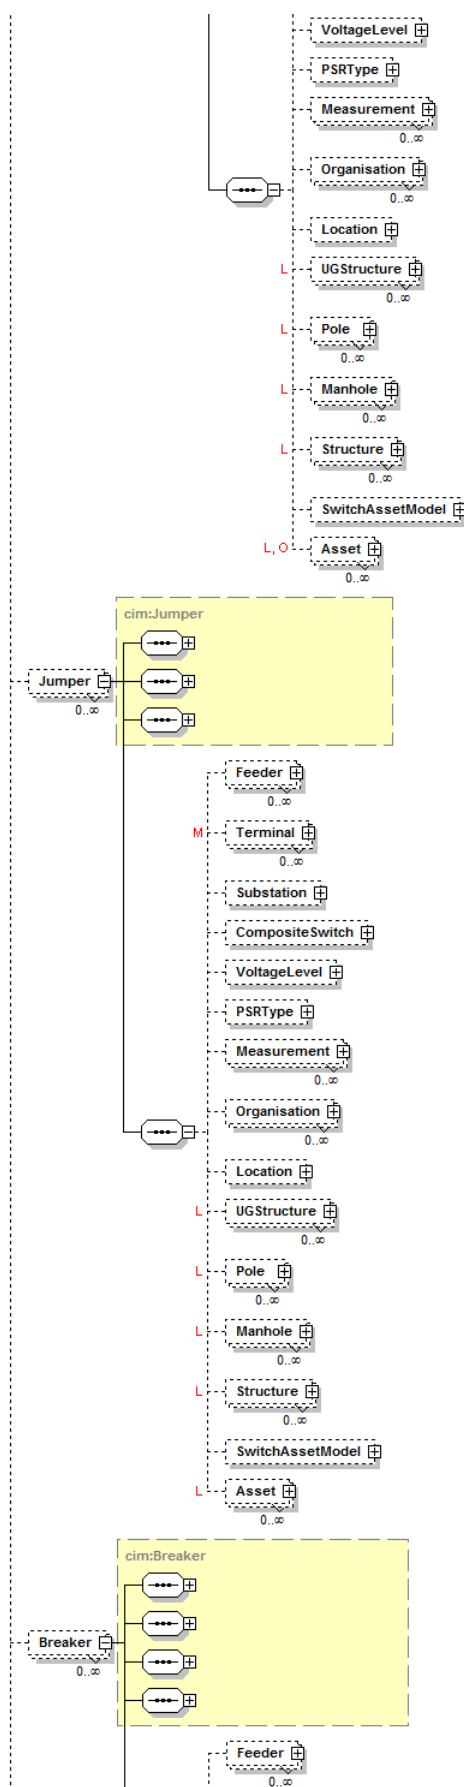 VoltageLevel
PSRType
Measurement
0..∞
Organisation
0..∞
Location
L UGStructure
0..∞
L Pole
0..∞
L Manhole
0..∞
L Structure
0..∞
SwitchAssetModel
L, O Asset
0..∞
cim:Jumper
Jumper
0..∞
Feeder
0..∞
M Terminal
0..∞
Substation
CompositeSwitch
VoltageLevel
PSRType
Measurement
0..∞
Organisation
0..∞
Location
L UGStructure
0..∞
L Pole
0..∞
L Manhole
0..∞
L Structure
0..∞
SwitchAssetModel
L Asset
0..∞
cim:Breaker
Breaker
0..∞
Feeder
0..∞